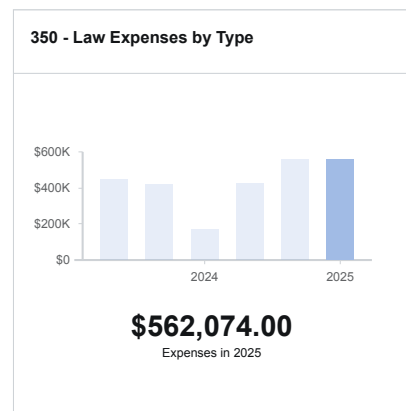 350 - Law Expenses by Type
$600K
$400K
$200K
$0
2024 2025
$562,074.00
Expenses in 2025